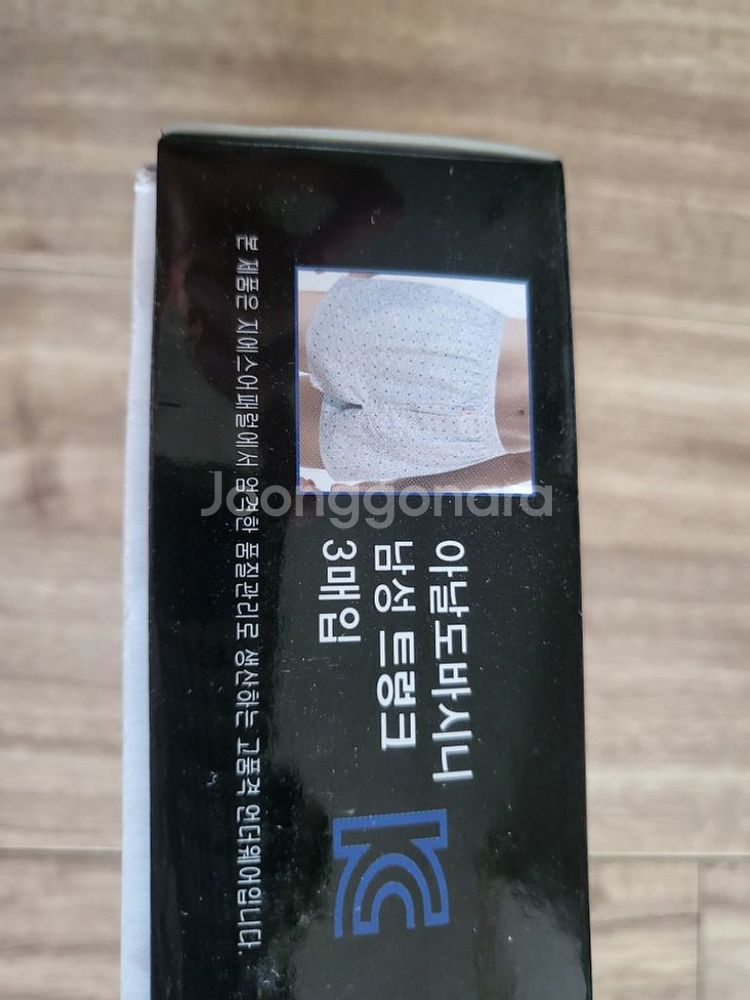 아날도바시니
남성 트렁크
3매입
본 제품은 지에스어패럴에서 엄격한 품질관리로 생산하는 고품격 언더웨어입니다.
Joonggonara